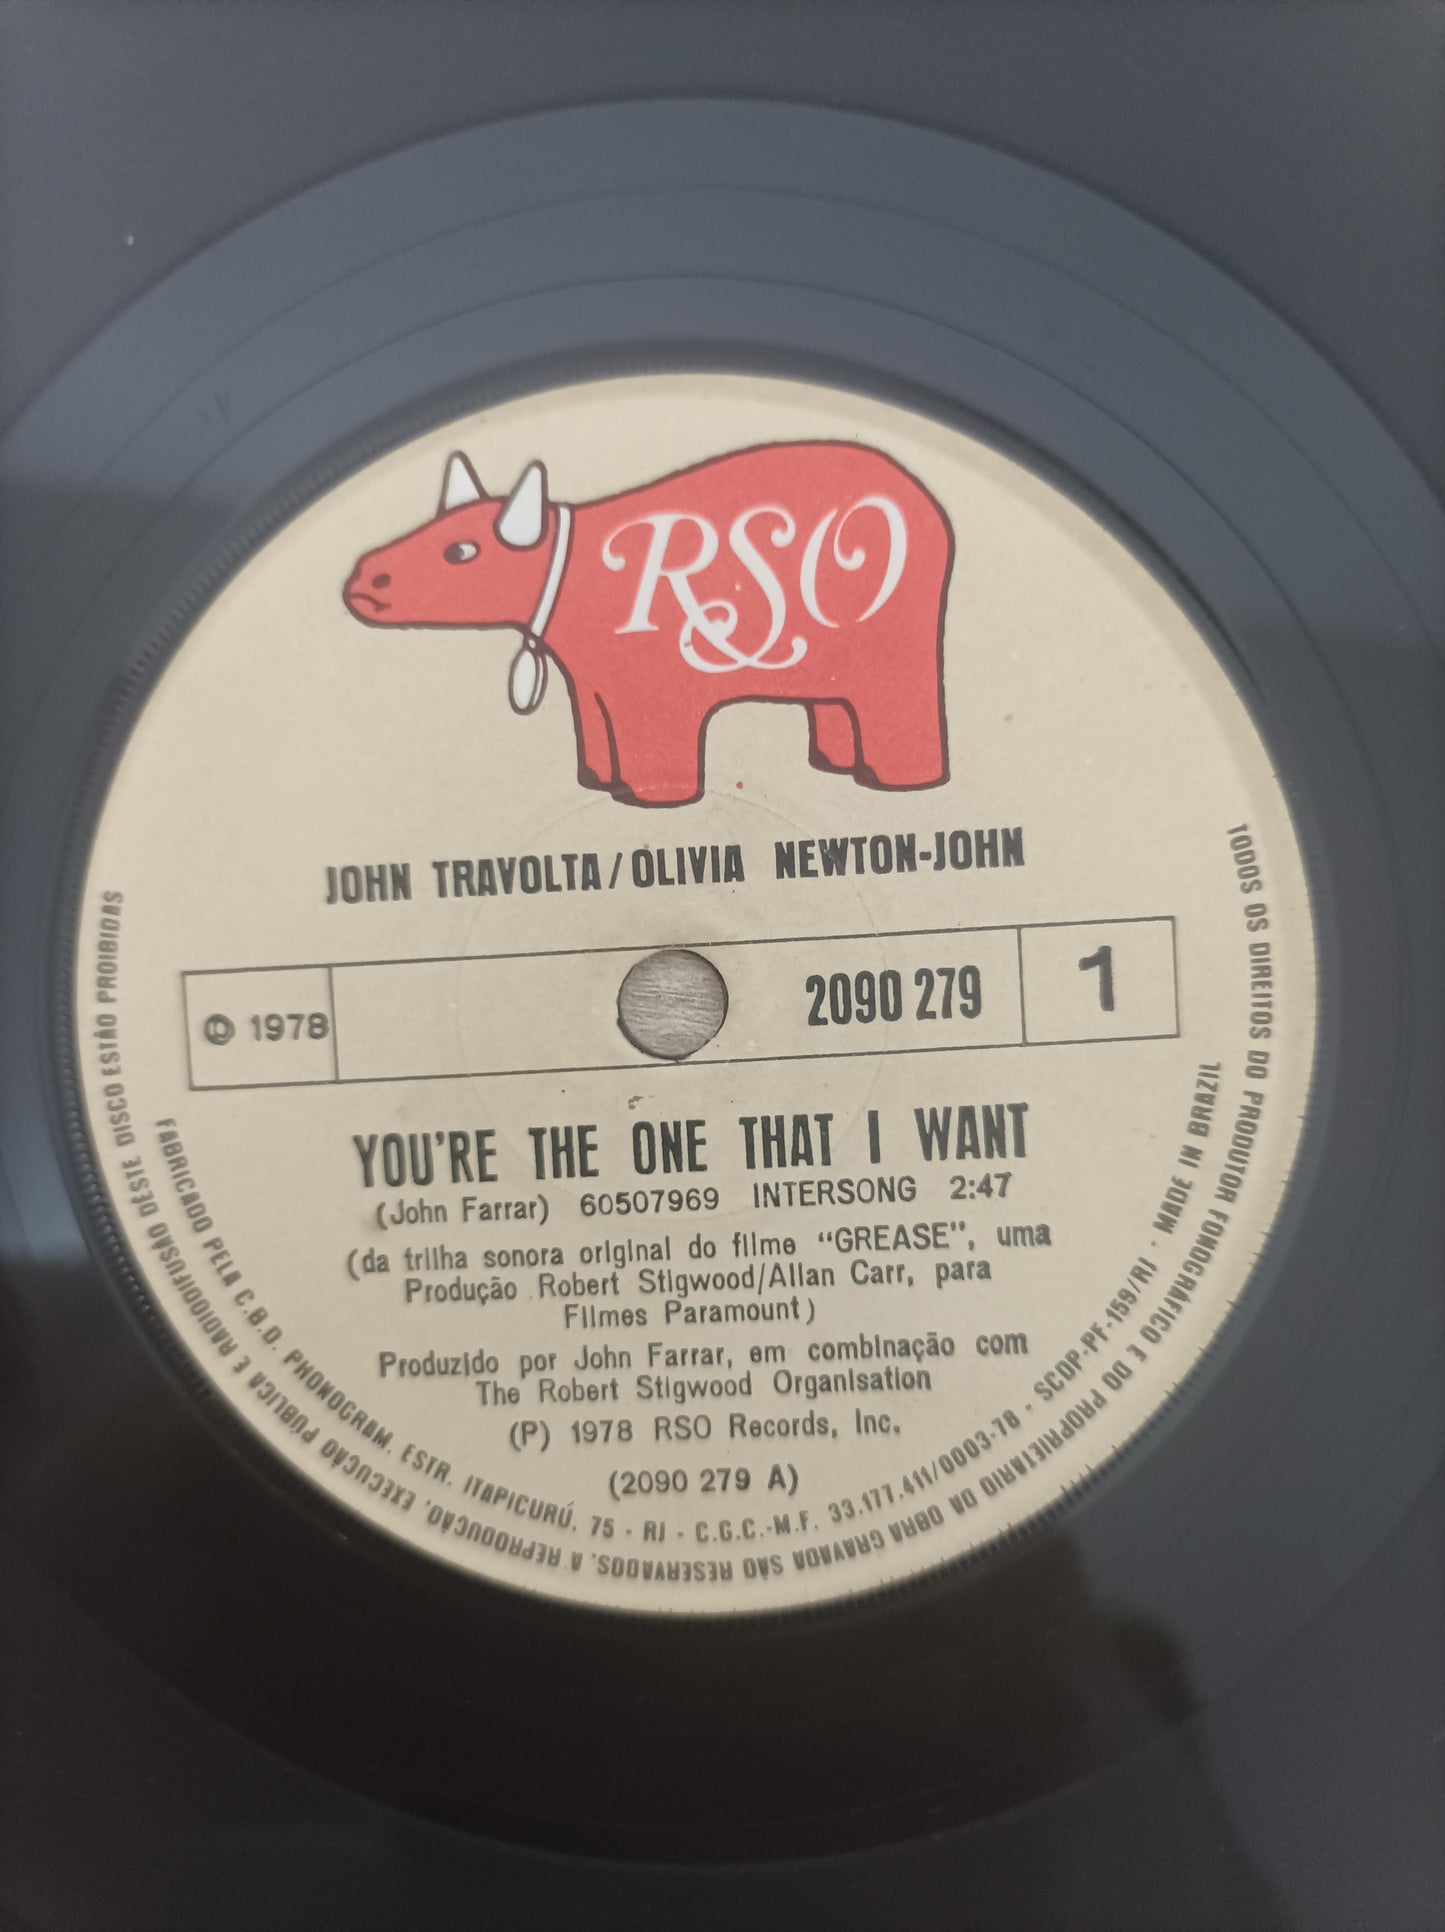 RSO
JOHN TRAVOLTA/OLIVIA NEWTON-JOHN
℗ 1978
2090 279
1
YOU'RE THE ONE THAT I WANT
(John Farrar) 60507969 INTERSONG 2:47
(da trilha sonora original do filme “GREASE”, uma
Produção Robert Stigwood/Allan Carr, para
Filmes Paramount)
Produzido por John Farrar, em combinação com
The Robert Stigwood Organisation
(P) 1978 RSO Records, Inc.
(2090 279 A)
FABRICADO PELA C.B.D. PHONOGRAM. ESTR. ITAPICURÚ, 75 - RJ - C.G.C.-M.F. 33.177.411/0003-78 - SCDP-PF-159/RJ - MADE IN BRAZIL
TODOS OS DIREITOS DO PRODUTOR FONOGRÁFICO E DO PROPRIETÁRIO DA OBRA GRAVADA SÃO RESERVADOS. A REPRODUÇÃO, EXECUÇÃO PÚBLICA E RADIODIFUSÃO DESTE DISCO ESTÃO PROIBIDAS